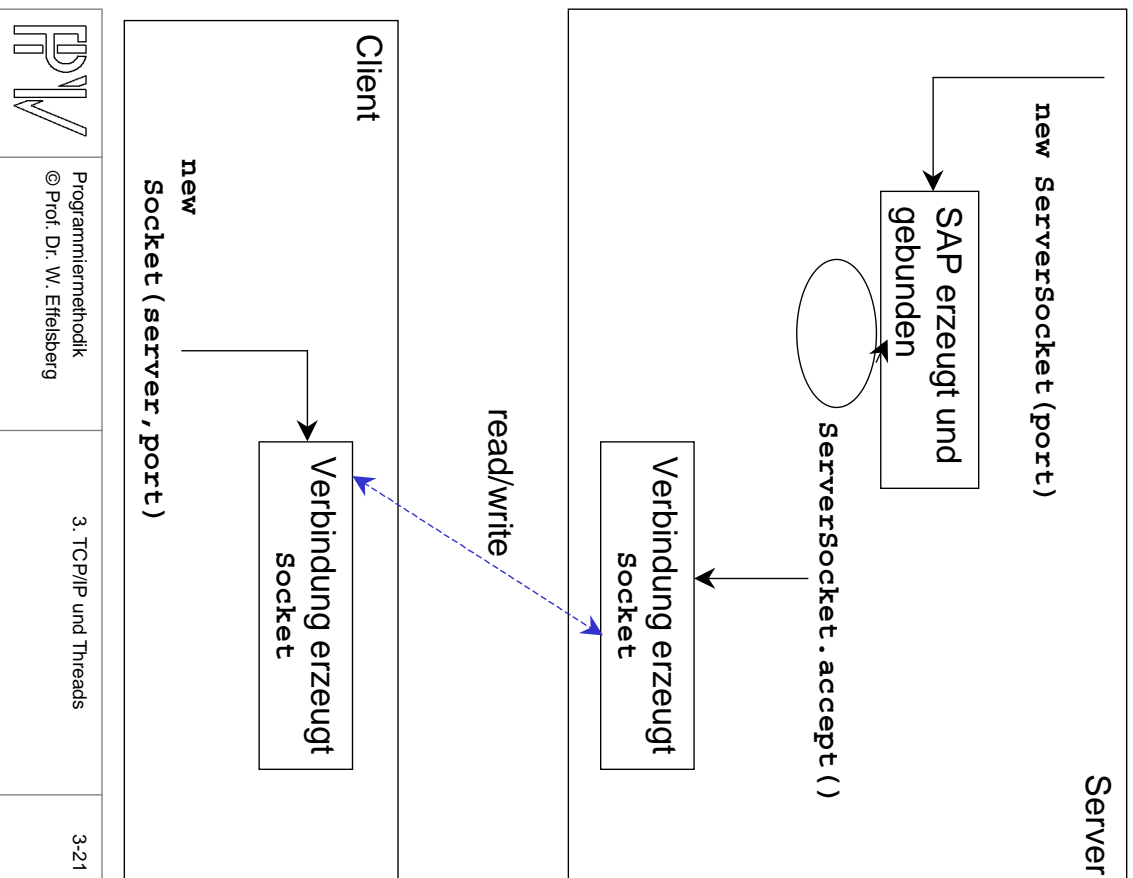 Server
new ServerSocket(port)
SAP erzeugt und
gebunden
ServerSocket.accept()
Verbindung erzeugt
Socket
read/write
Client
Verbindung erzeugt
Socket
new
Socket(server,port)
Programmiermethodik
© Prof. Dr. W. Effelsberg
3. TCP/IP und Threads
3-21